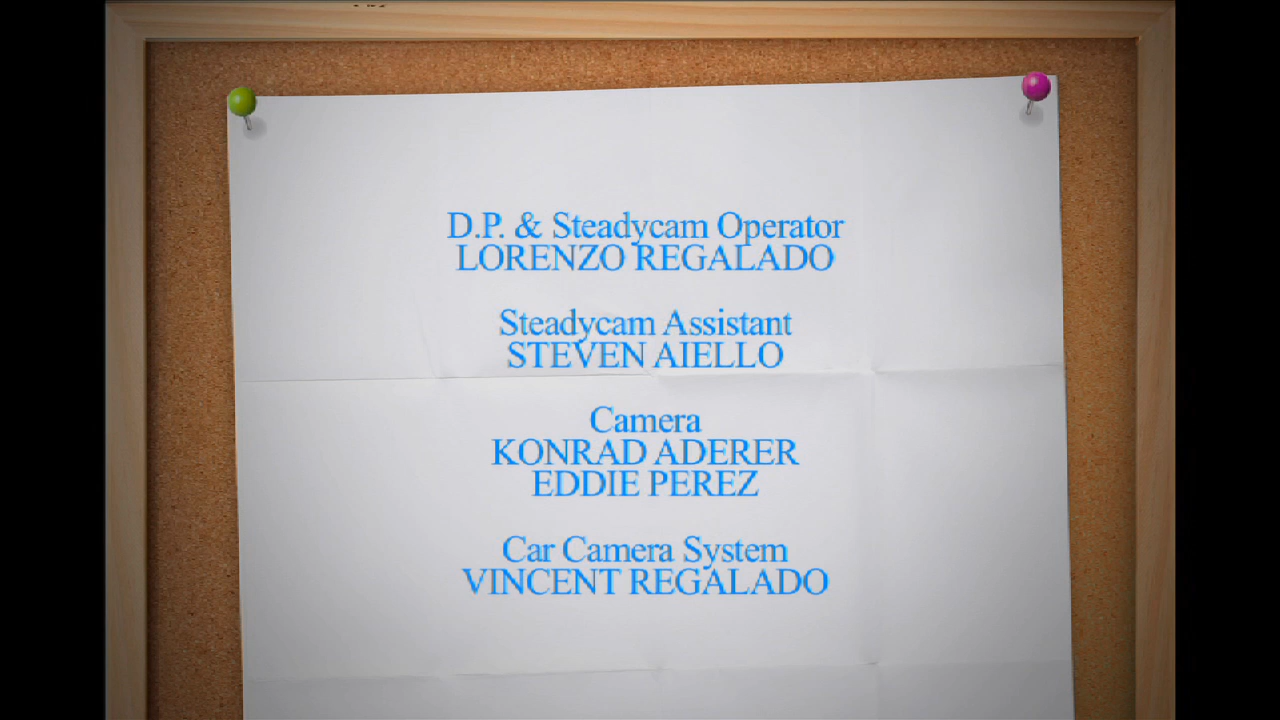 D.P. & Steadycam Operator
LORENZO REGALADO
Steadycam Assistant
STEVEN AIELLO
Camera
KONRAD ADERER
EDDIE PEREZ
Car Camera System
VINCENT REGALADO